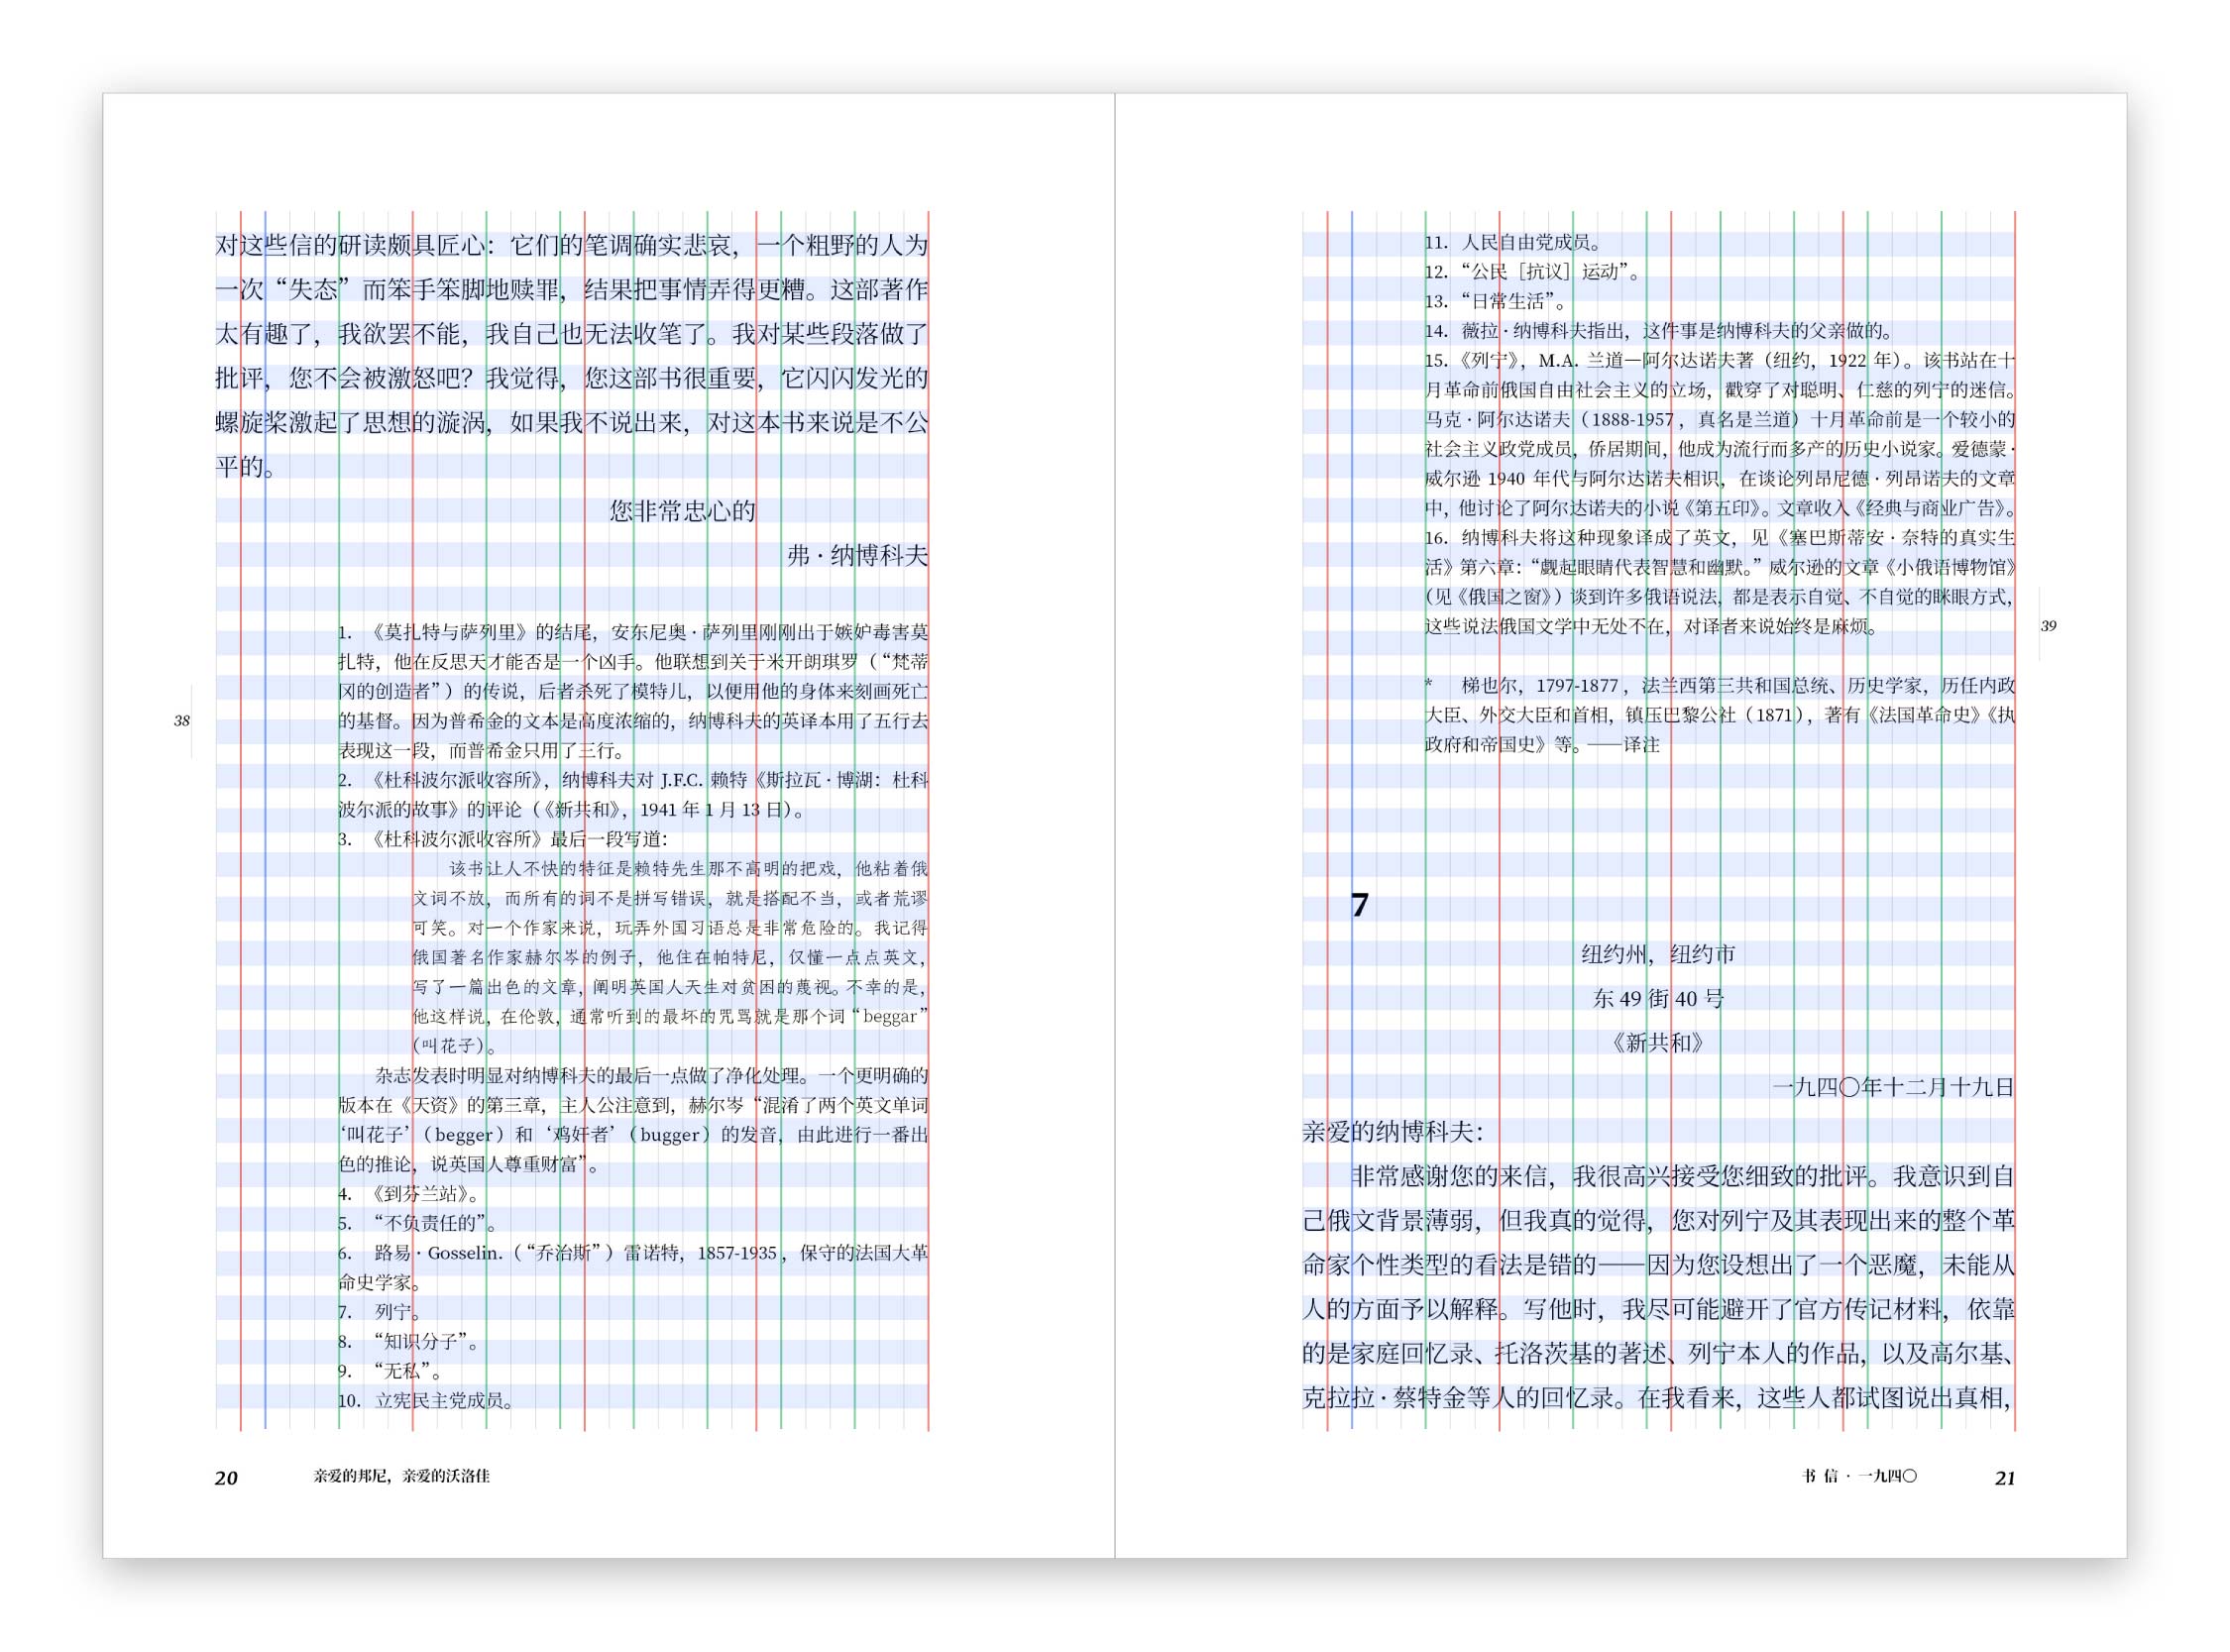 对这些信的研读颇具匠心：它们的笔调确实悲哀，一个粗野的人为
一次“失态”而笨手笨脚地赎罪，结果把事情弄得更糟。这部著作
太有趣了，我欲罢不能，我自己也无法收笔了。我对某些段落做了
批评，您不会被激怒吧？我觉得，您这部书很重要，它闪闪发光的
螺旋桨激起了思想的漩涡，如果我不说出来，对这本书来说是不公
平的。
您非常忠心的
弗·纳博科夫
1. 《莫扎特与萨列里》的结尾，安东尼奥·萨列里刚刚出于嫉妒毒害莫
扎特，他在反思天才能否是一个凶手。他联想到关于米开朗琪罗（“梵蒂
冈的创造者”）的传说，后者杀死了模特儿，以便用他的身体来刻画死亡
的基督。因为普希金的文本是高度浓缩的，纳博科夫的英译本用了五行去
表现这一段，而普希金只用了三行。
38
2. 《杜科波尔派收容所》，纳博科夫对 J.F.C. 赖特《斯拉瓦·博湖：杜科
波尔派的故事》的评论（《新共和》，1941 年 1 月 13 日）。
3. 《杜科波尔派收容所》最后一段写道：
该书让人不快的特征是赖特先生那不高明的把戏，他粘着俄
文词不放，而所有的词不是拼写错误，就是搭配不当，或者荒谬
可笑。对一个作家来说，玩弄外国习语总是非常危险的。我记得
俄国著名作家赫尔岑的例子，他住在帕特尼，仅懂一点点英文，
写了一篇出色的文章，阐明英国人天生对贫困的蔑视。不幸的是，
他这样说，在伦敦，通常听到的最坏的咒骂就是那个词“beggar”
（叫花子）。
杂志发表时明显对纳博科夫的最后一点做了净化处理。一个更明确的
版本在《天资》的第三章，主人公注意到，赫尔岑“混淆了两个英文单词
‘叫花子’（begger）和‘鸡奸者’（bugger）的发音，由此进行一番出
色的推论，说英国人尊重财富”。
4. 《到芬兰站》。
5. “不负责任的”。
6. 路易·Gosselin.（“乔治斯”）雷诺特，1857-1935，保守的法国大革
命史学家。
7. 列宁。
8. “知识分子”。
9. “无私”。
10. 立宪民主党成员。
20 亲爱的邦尼，亲爱的沃洛佳
11. 人民自由党成员。
12. “公民［抗议］运动”。
13. “日常生活”。
14. 薇拉·纳博科夫指出，这件事是纳博科夫的父亲做的。
15.《列宁》，M.A. 兰道—阿尔达诺夫著（纽约，1922 年）。该书站在十
月革命前俄国自由社会主义的立场，戳穿了对聪明、仁慈的列宁的迷信。
马克·阿尔达诺夫（1888-1957，真名是兰道）十月革命前是一个较小的
社会主义政党成员，侨居期间，他成为流行而多产的历史小说家。爱德蒙·
威尔逊 1940 年代与阿尔达诺夫相识，在谈论列昂尼德·列昂诺夫的文章
中，他讨论了阿尔达诺夫的小说《第五印》。文章收入《经典与商业广告》。
16. 纳博科夫将这种现象译成了英文，见《塞巴斯蒂安·奈特的真实生
活》第六章：“觑起眼睛代表智慧和幽默。”威尔逊的文章《小俄语博物馆》
（见《俄国之窗》）谈到许多俄语说法，都是表示自觉、不自觉的眯眼方式，
这些说法俄国文学中无处不在，对译者来说始终是麻烦。
39
* 梯也尔，1797-1877，法兰西第三共和国总统、历史学家，历任内政
大臣、外交大臣和首相，镇压巴黎公社（1871），著有《法国革命史》《执
政府和帝国史》等。——译注
7
纽约州，纽约市
东 49 街 40 号
《新共和》
一九四〇年十二月十九日
亲爱的纳博科夫：
非常感谢您的来信，我很高兴接受您细致的批评。我意识到自
己俄文背景薄弱，但我真的觉得，您对列宁及其表现出来的整个革
命家个性类型的看法是错的——因为您设想出了一个恶魔，未能从
人的方面予以解释。写他时，我尽可能避开了官方传记材料，依靠
的是家庭回忆录、托洛茨基的著述、列宁本人的作品，以及高尔基、
克拉拉·蔡特金等人的回忆录。在我看来，这些人都试图说出真相，
书 信 · 一九四〇 21